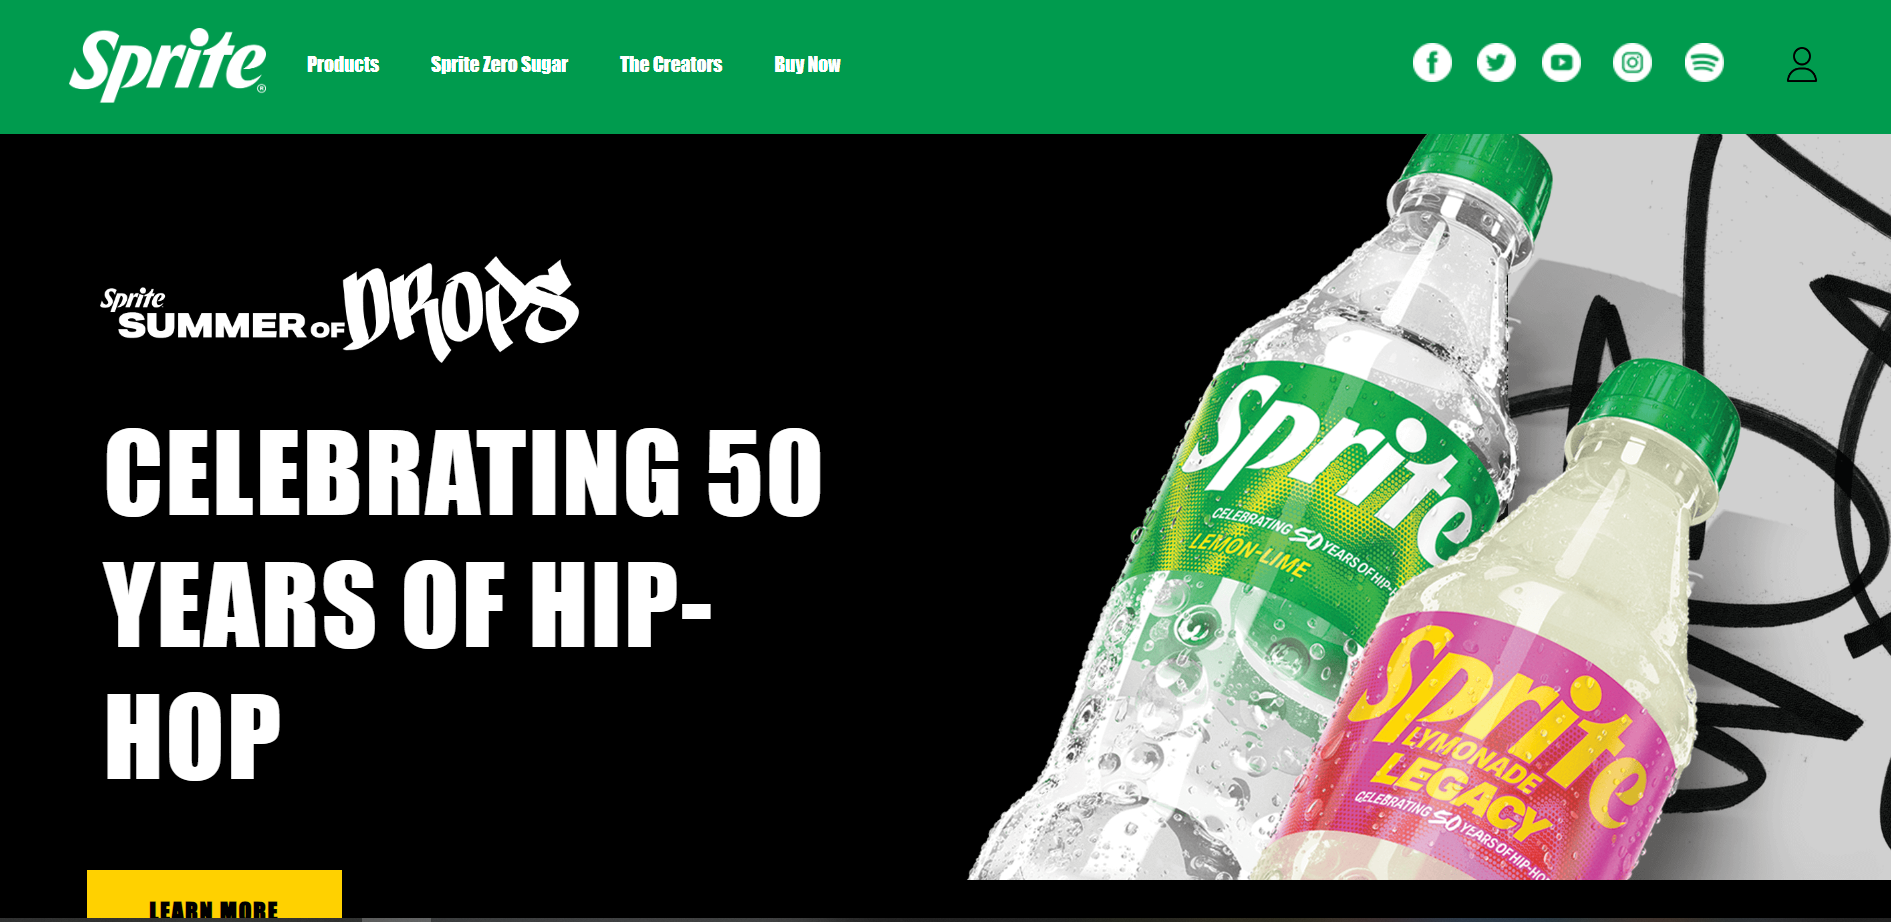 Sprite®
Products
Sprite Zero Sugar
The Creators
Buy Now
Sprite
SUMMER OF DROPS
CELEBRATING 50
YEARS OF HIP-
HOP
LEARN MORE
Sprite
CELEBRATING 50 YEARS OF HIP-
LEMON-LIME
Sprite
LYMONADE
LEGACY
CELEBRATING 50 YEARS OF HIP-HO